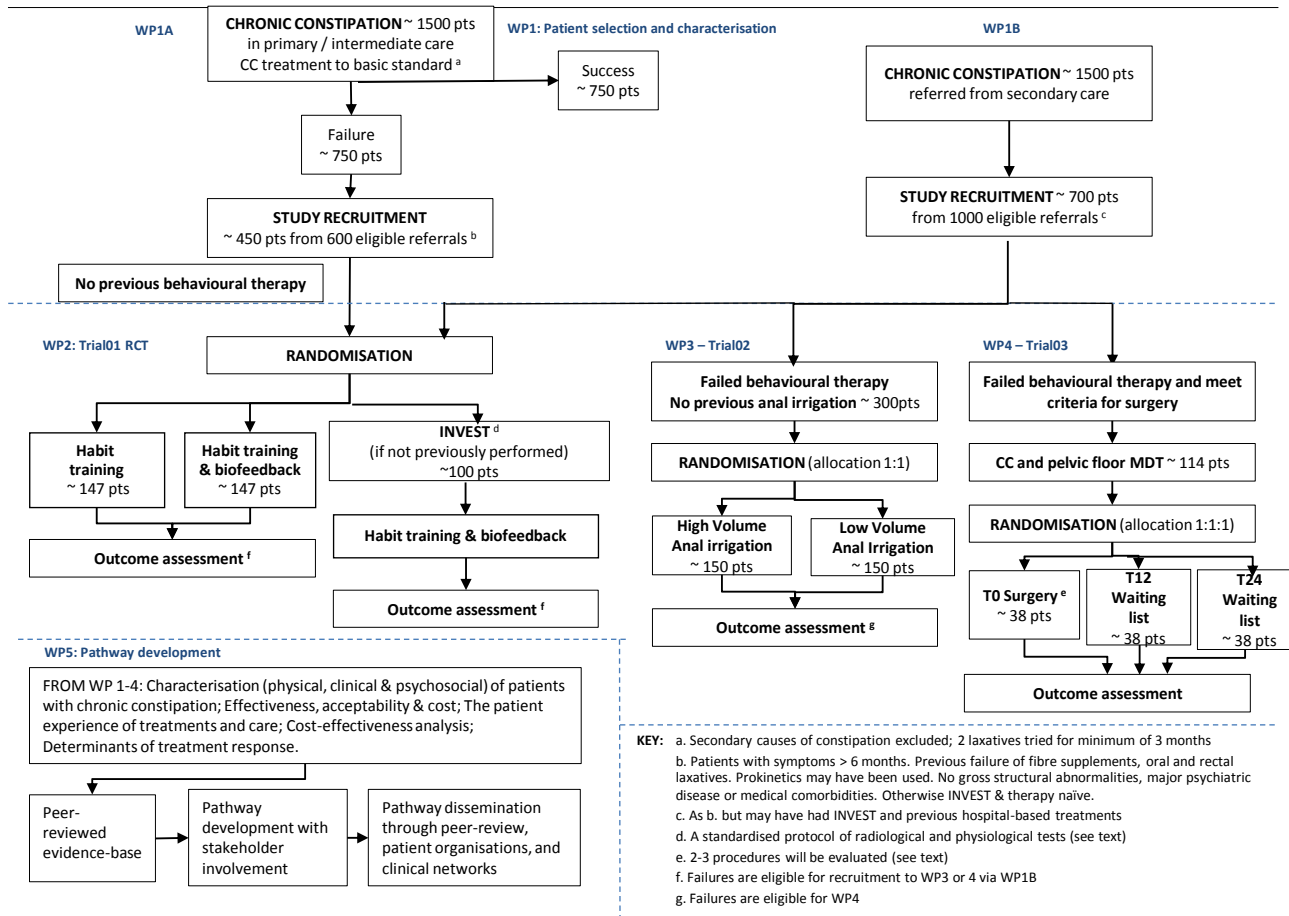 WP1A
CHRONIC CONSTIPATION ~ 1500 pts
in primary / intermediate care
CC treatment to basic standard a
WP1: Patient selection and characterisation
WP1B
Success
~ 750 pts
CHRONIC CONSTIPATION ~ 1500 pts
referred from secondary care
Failure
~ 750 pts
STUDY RECRUITMENT
~ 450 pts from 600 eligible referrals b
STUDY RECRUITMENT ~ 700 pts
from 1000 eligible referrals c
No previous behavioural therapy
WP2: Trial01 RCT
RANDOMISATION
Habit
training
~ 147 pts
Habit training
& biofeedback
~ 147 pts
INVEST d
(if not previously performed)
~100 pts
Outcome assessment f
Habit training & biofeedback
Outcome assessment f
WP3 – Trial02
Failed behavioural therapy
No previous anal irrigation ~ 300pts
RANDOMISATION (allocation 1:1)
High Volume
Anal irrigation
~ 150 pts
Low Volume
Anal Irrigation
~ 150 pts
Outcome assessment g
WP4 – Trial03
Failed behavioural therapy and meet
criteria for surgery
CC and pelvic floor MDT ~ 114 pts
RANDOMISATION (allocation 1:1:1)
T0 Surgery e
~ 38 pts
T12
Waiting
list
~ 38 pts
T24
Waiting
list
~ 38 pts
Outcome assessment
WP5: Pathway development
FROM WP 1-4: Characterisation (physical, clinical & psychosocial) of patients
with chronic constipation; Effectiveness, acceptability & cost; The patient
experience of treatments and care; Cost-effectiveness analysis;
Determinants of treatment response.
Peer-
reviewed
evidence-base
Pathway
development with
stakeholder
involvement
Pathway dissemination
through peer-review,
patient organisations, and
clinical networks
KEY: a. Secondary causes of constipation excluded; 2 laxatives tried for minimum of 3 months
b. Patients with symptoms > 6 months. Previous failure of fibre supplements, oral and rectal
laxatives. Prokinetics may have been used. No gross structural abnormalities, major psychiatric
disease or medical comorbidities. Otherwise INVEST & therapy naïve.
c. As b. but may have had INVEST and previous hospital-based treatments
d. A standardised protocol of radiological and physiological tests (see text)
e. 2-3 procedures will be evaluated (see text)
f. Failures are eligible for recruitment to WP3 or 4 via WP1B
g. Failures are eligible for WP4